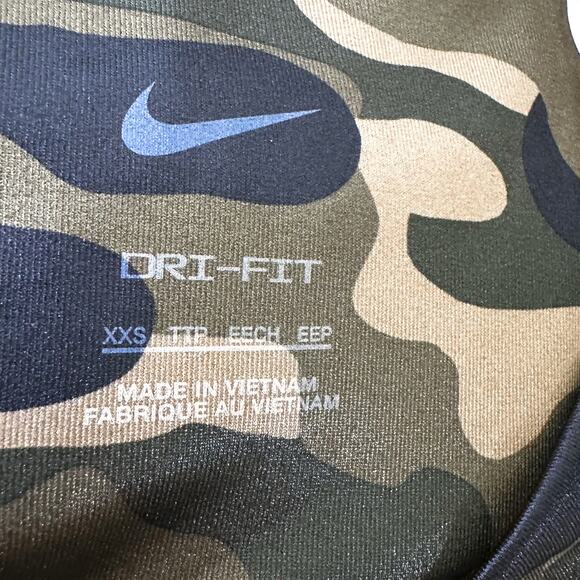 DRI-FIT
XXS TTP EECH EEP
MADE IN VIETNAM
FABRIQUE AU VIETNAM